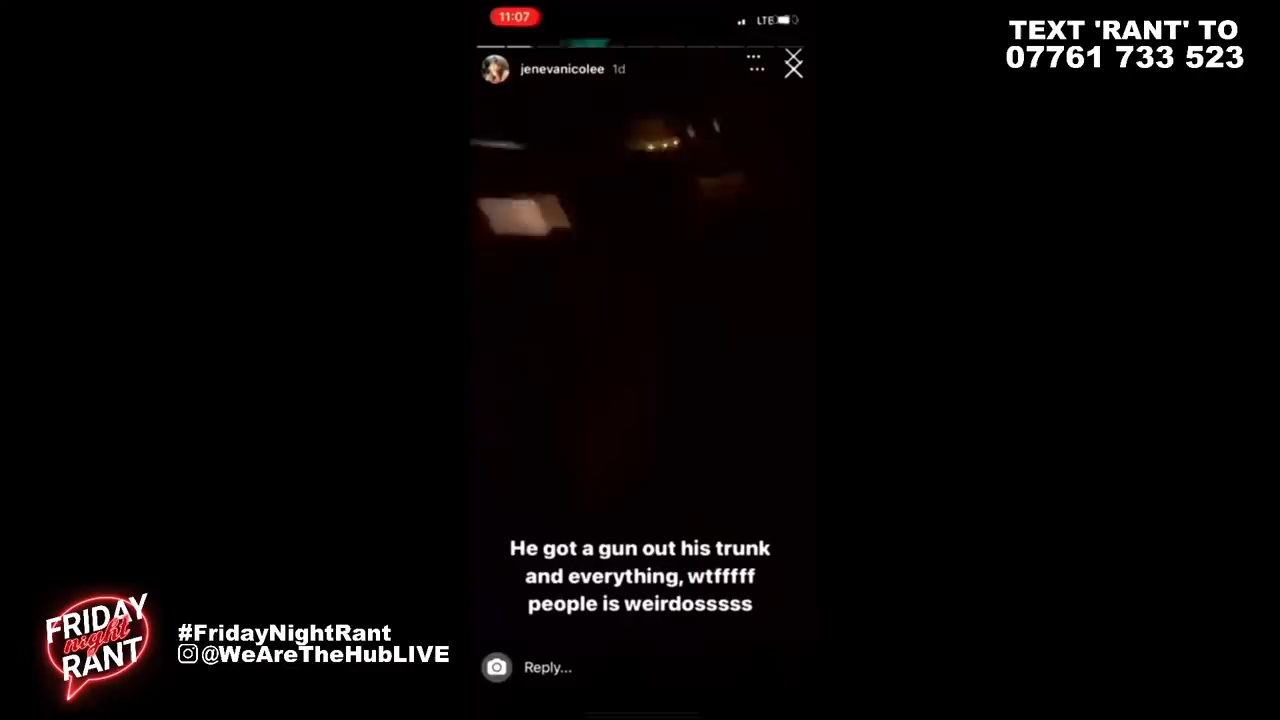 11:07
LTE
TEXT 'RANT' TO
07761 733 523
jenevanicolee 1d
He got a gun out his trunk
and everything, wtfffff
people is weirdosssss
Reply...
FRIDAY
night
RANT
#FridayNightRant
@WeAreTheHubLIVE